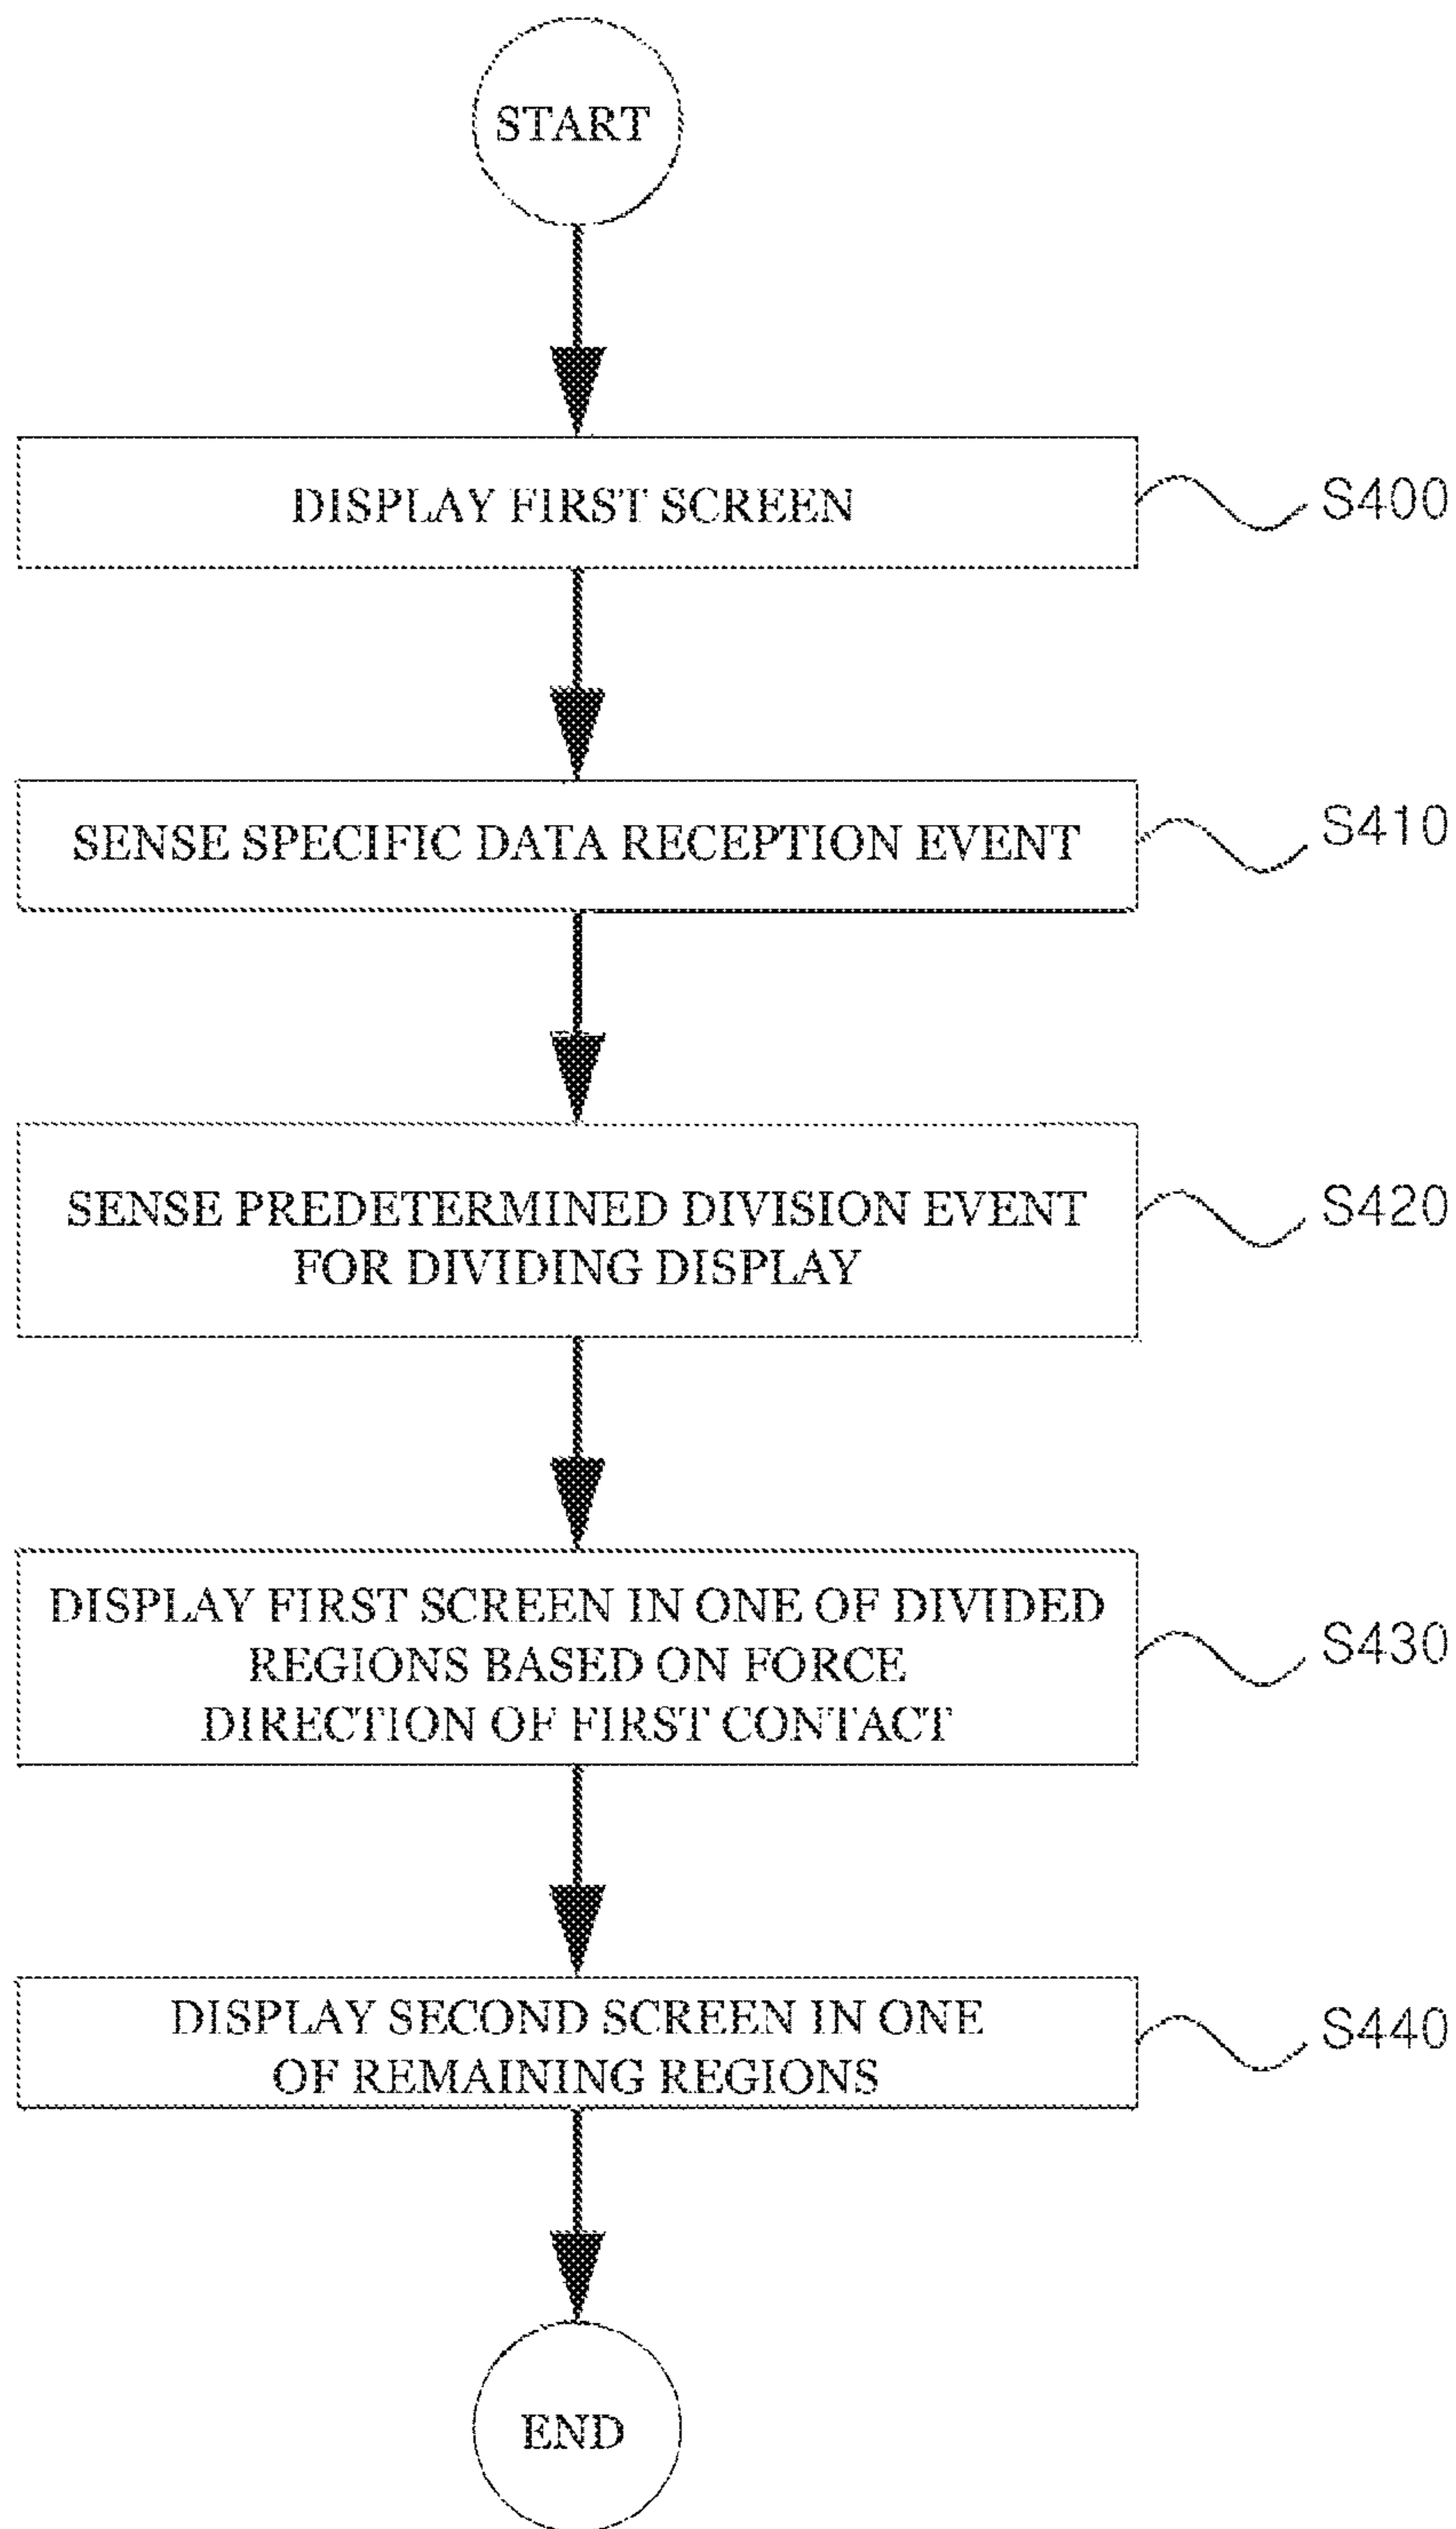 START
DISPLAY FIRST SCREEN
S400
SENSE SPECIFIC DATA RECEPTION EVENT
S410
SENSE PREDETERMINED DIVISION EVENT
FOR DIVIDING DISPLAY
S420
DISPLAY FIRST SCREEN IN ONE OF DIVIDED
REGIONS BASED ON FORCE
DIRECTION OF FIRST CONTACT
S430
DISPLAY SECOND SCREEN IN ONE
OF REMAINING REGIONS
S440
END